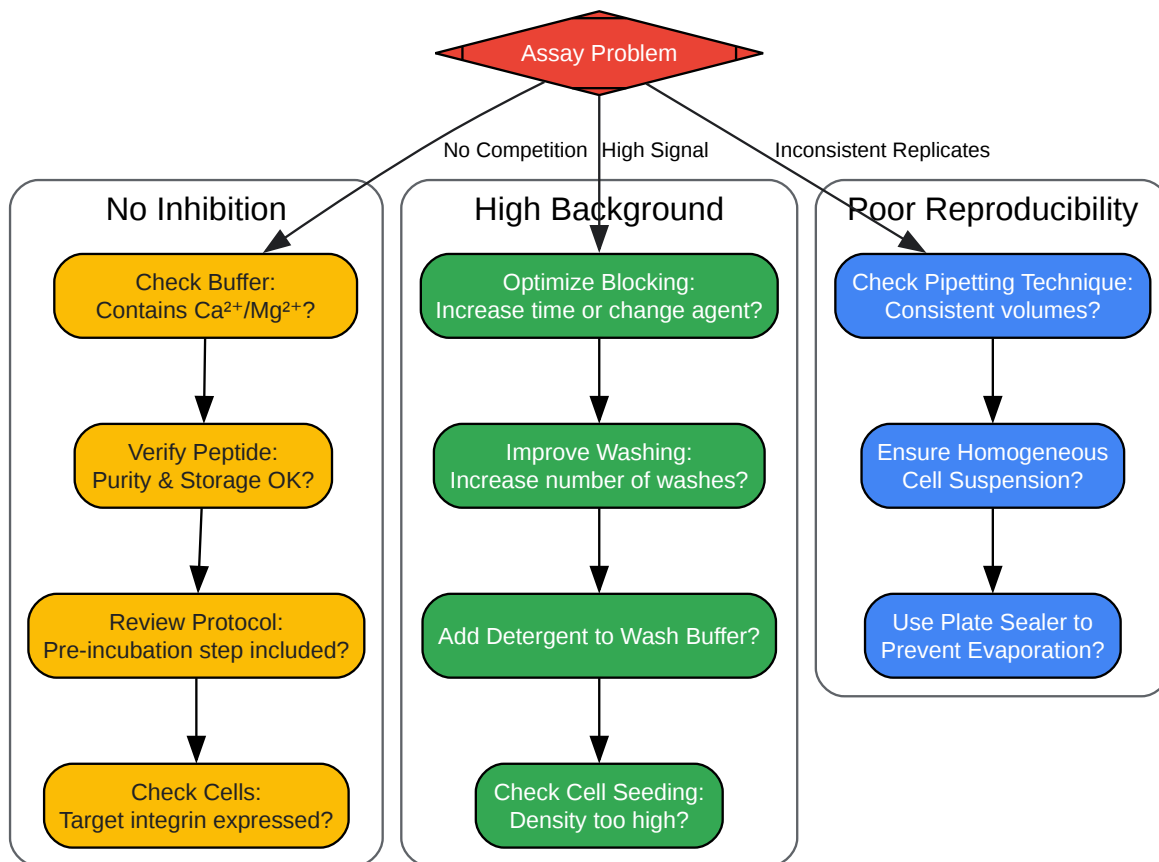 Assay Problem
No Competition
High Signal
Inconsistent Replicates
No Inhibition
Check Buffer:
Contains Ca²⁺/Mg²⁺?
Verify Peptide:
Purity & Storage OK?
Review Protocol:
Pre-incubation step included?
Check Cells:
Target integrin expressed?
High Background
Optimize Blocking:
Increase time or change agent?
Improve Washing:
Increase number of washes?
Add Detergent to Wash Buffer?
Check Cell Seeding:
Density too high?
Poor Reproducibility
Check Pipetting Technique:
Consistent volumes?
Ensure Homogeneous
Cell Suspension?
Use Plate Sealer to
Prevent Evaporation?